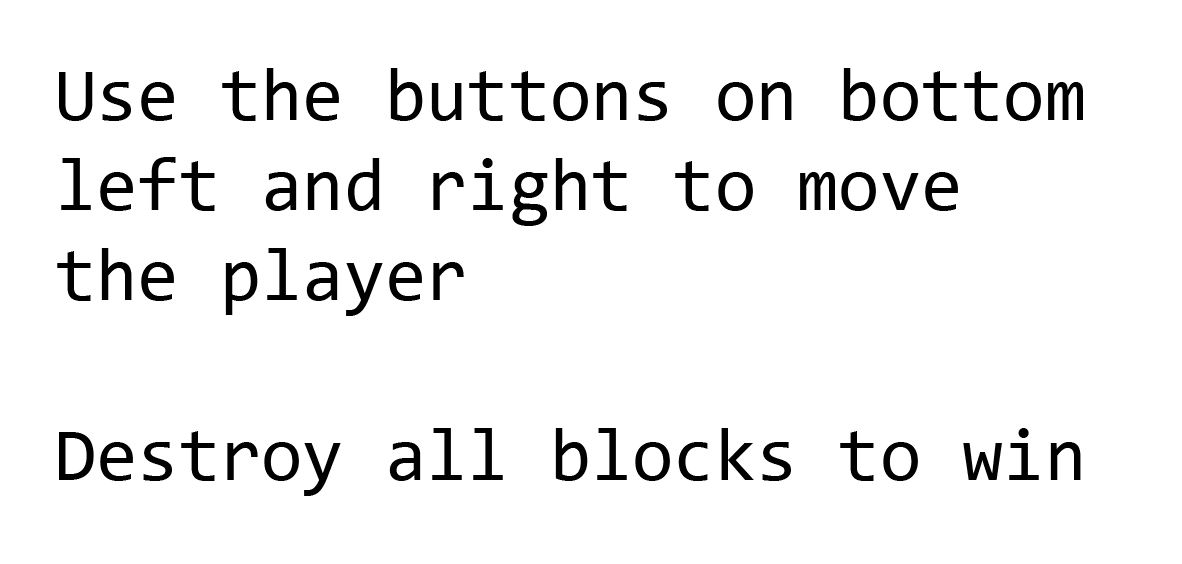 Use the buttons on bottom
left and right to move
the player
Destroy all blocks to win